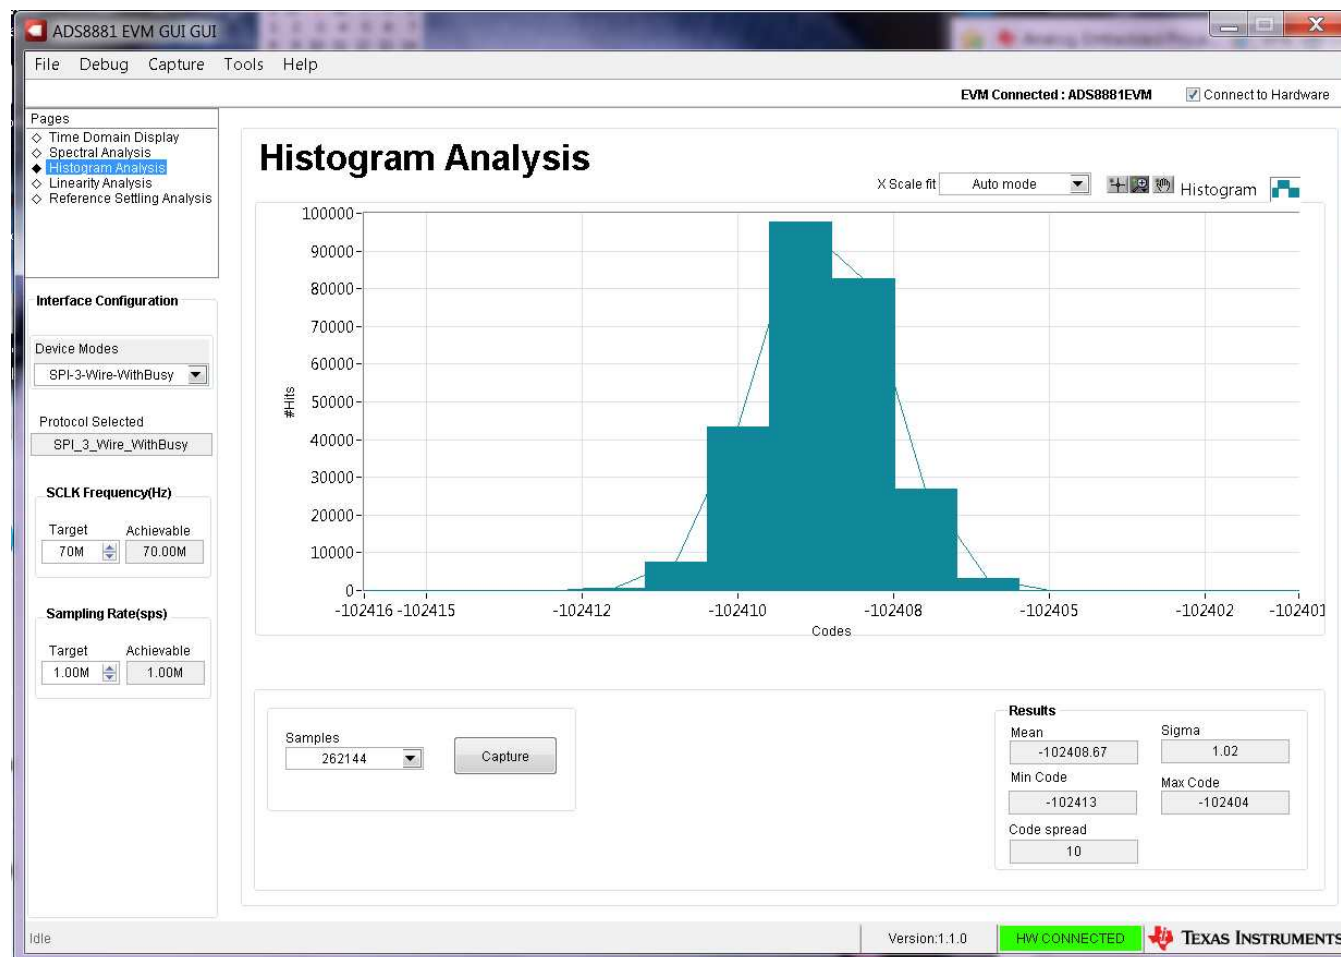 ADS8881 EVM GUI GUI
File Debug Capture Tools Help
EVM Connected : ADS8881EVM Connect to Hardware
Pages
Time Domain Display
Spectral Analysis
Histogram Analysis
Linearity Analysis
Reference Settling Analysis
Interface Configuration
Device Modes
SPI-3-Wire-WithBusy
Protocol Selected
SPI_3_Wire_WithBusy
SCLK Frequency(Hz)
Target Achievable
70M 70.00M
Sampling Rate(sps)
Target Achievable
1.00M 1.00M
Histogram Analysis
X Scale fit Auto mode Histogram
100000
90000
80000
70000
60000
50000
40000
30000
20000
10000
0
#Hits
-102416 -102415 -102412 -102410 -102408 -102405 -102402 -102401
Codes
Samples
262144
Capture
Results
Mean Sigma
-102408.67 1.02
Min Code Max Code
-102413 -102404
Code spread
10
Idle Version:1.1.0 HW CONNECTED TEXAS INSTRUMENTS